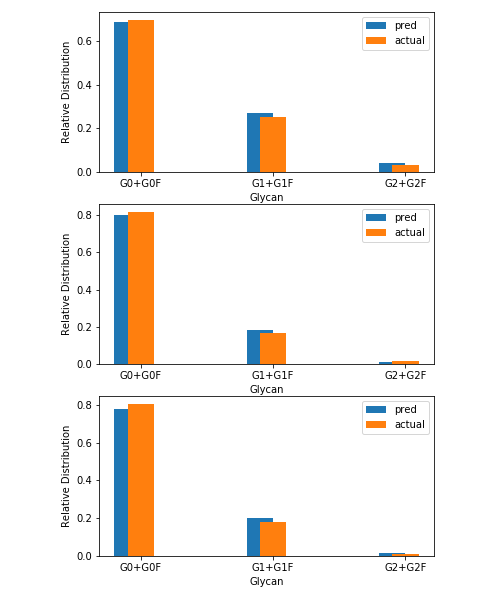 Relative Distribution
0.6
0.4
0.2
0.0
pred
actual
G0+G0F G1+G1F G2+G2F
Glycan
Relative Distribution
0.8
0.6
0.4
0.2
0.0
pred
actual
G0+G0F G1+G1F G2+G2F
Glycan
Relative Distribution
0.8
0.6
0.4
0.2
0.0
pred
actual
G0+G0F G1+G1F G2+G2F
Glycan